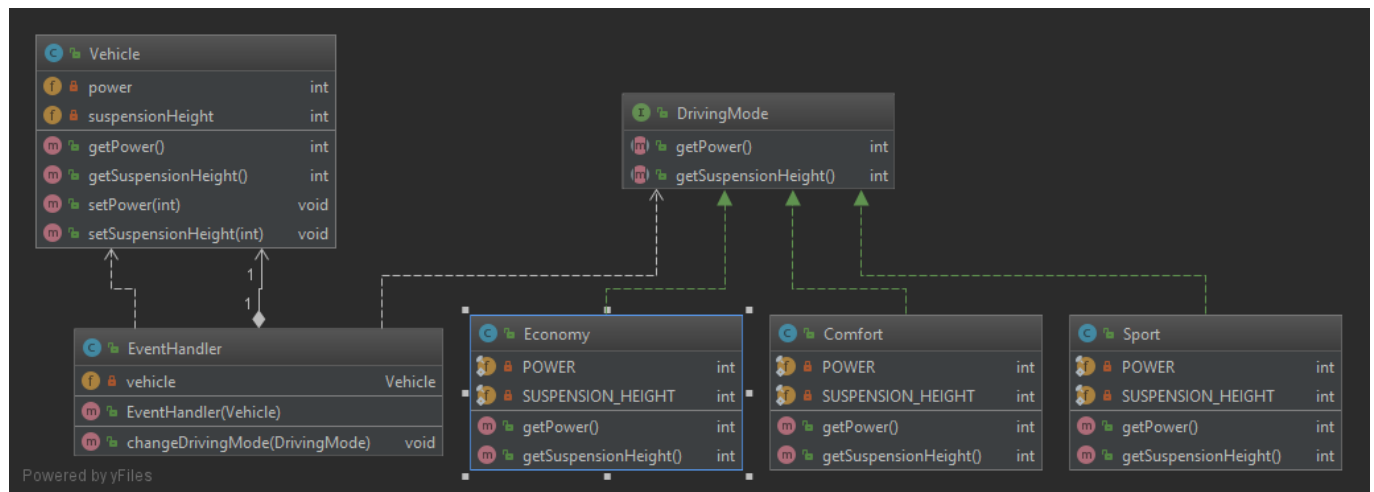 Vehicle
power int
suspensionHeight int
getPower() int
getSuspensionHeight() int
setPower(int) void
setSuspensionHeight(int) void
DrivingMode
getPower() int
getSuspensionHeight() int
1
1
EventHandler
vehicle Vehicle
EventHandler(Vehicle)
changeDrivingMode(DrivingMode) void
Economy
POWER int
SUSPENSION_HEIGHT int
getPower() int
getSuspensionHeight() int
Comfort
POWER int
SUSPENSION_HEIGHT int
getPower() int
getSuspensionHeight() int
Sport
POWER int
SUSPENSION_HEIGHT int
getPower() int
getSuspensionHeight() int
Powered by yFiles